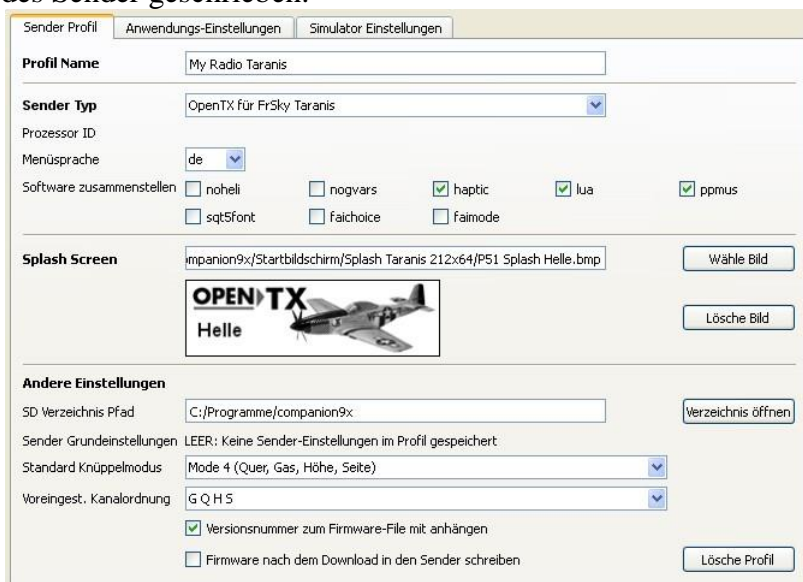 des Sender geschrieben.
Sender Profil Anwendungs-Einstellungen Simulator Einstellungen
Profil Name My Radio Taranis
Sender Typ OpenTX für FrSky Taranis
Prozessor ID
Menüsprache de
Software zusammenstellen noheli nogvars haptic lua ppmus
sqt5font faichoice faimode
Splash Screen ompanion9x/Startbildschirm/Splash Taranis 212x64/P51 Splash Helle.bmp Wähle Bild
OPENTX
Helle
Lösche Bild
Andere Einstellungen
SD Verzeichnis Pfad C:/Programme/companion9x Verzeichnis öffnen
Sender Grundeinstellungen LEER: Keine Sender-Einstellungen im Profil gespeichert
Standard Knüppelmodus Mode 4 (Quer, Gas, Höhe, Seite)
Voreingest. Kanalordnung G Q H S
Versionsnummer zum Firmware-File mit anhängen
Firmware nach dem Download in den Sender schreiben Lösche Profil